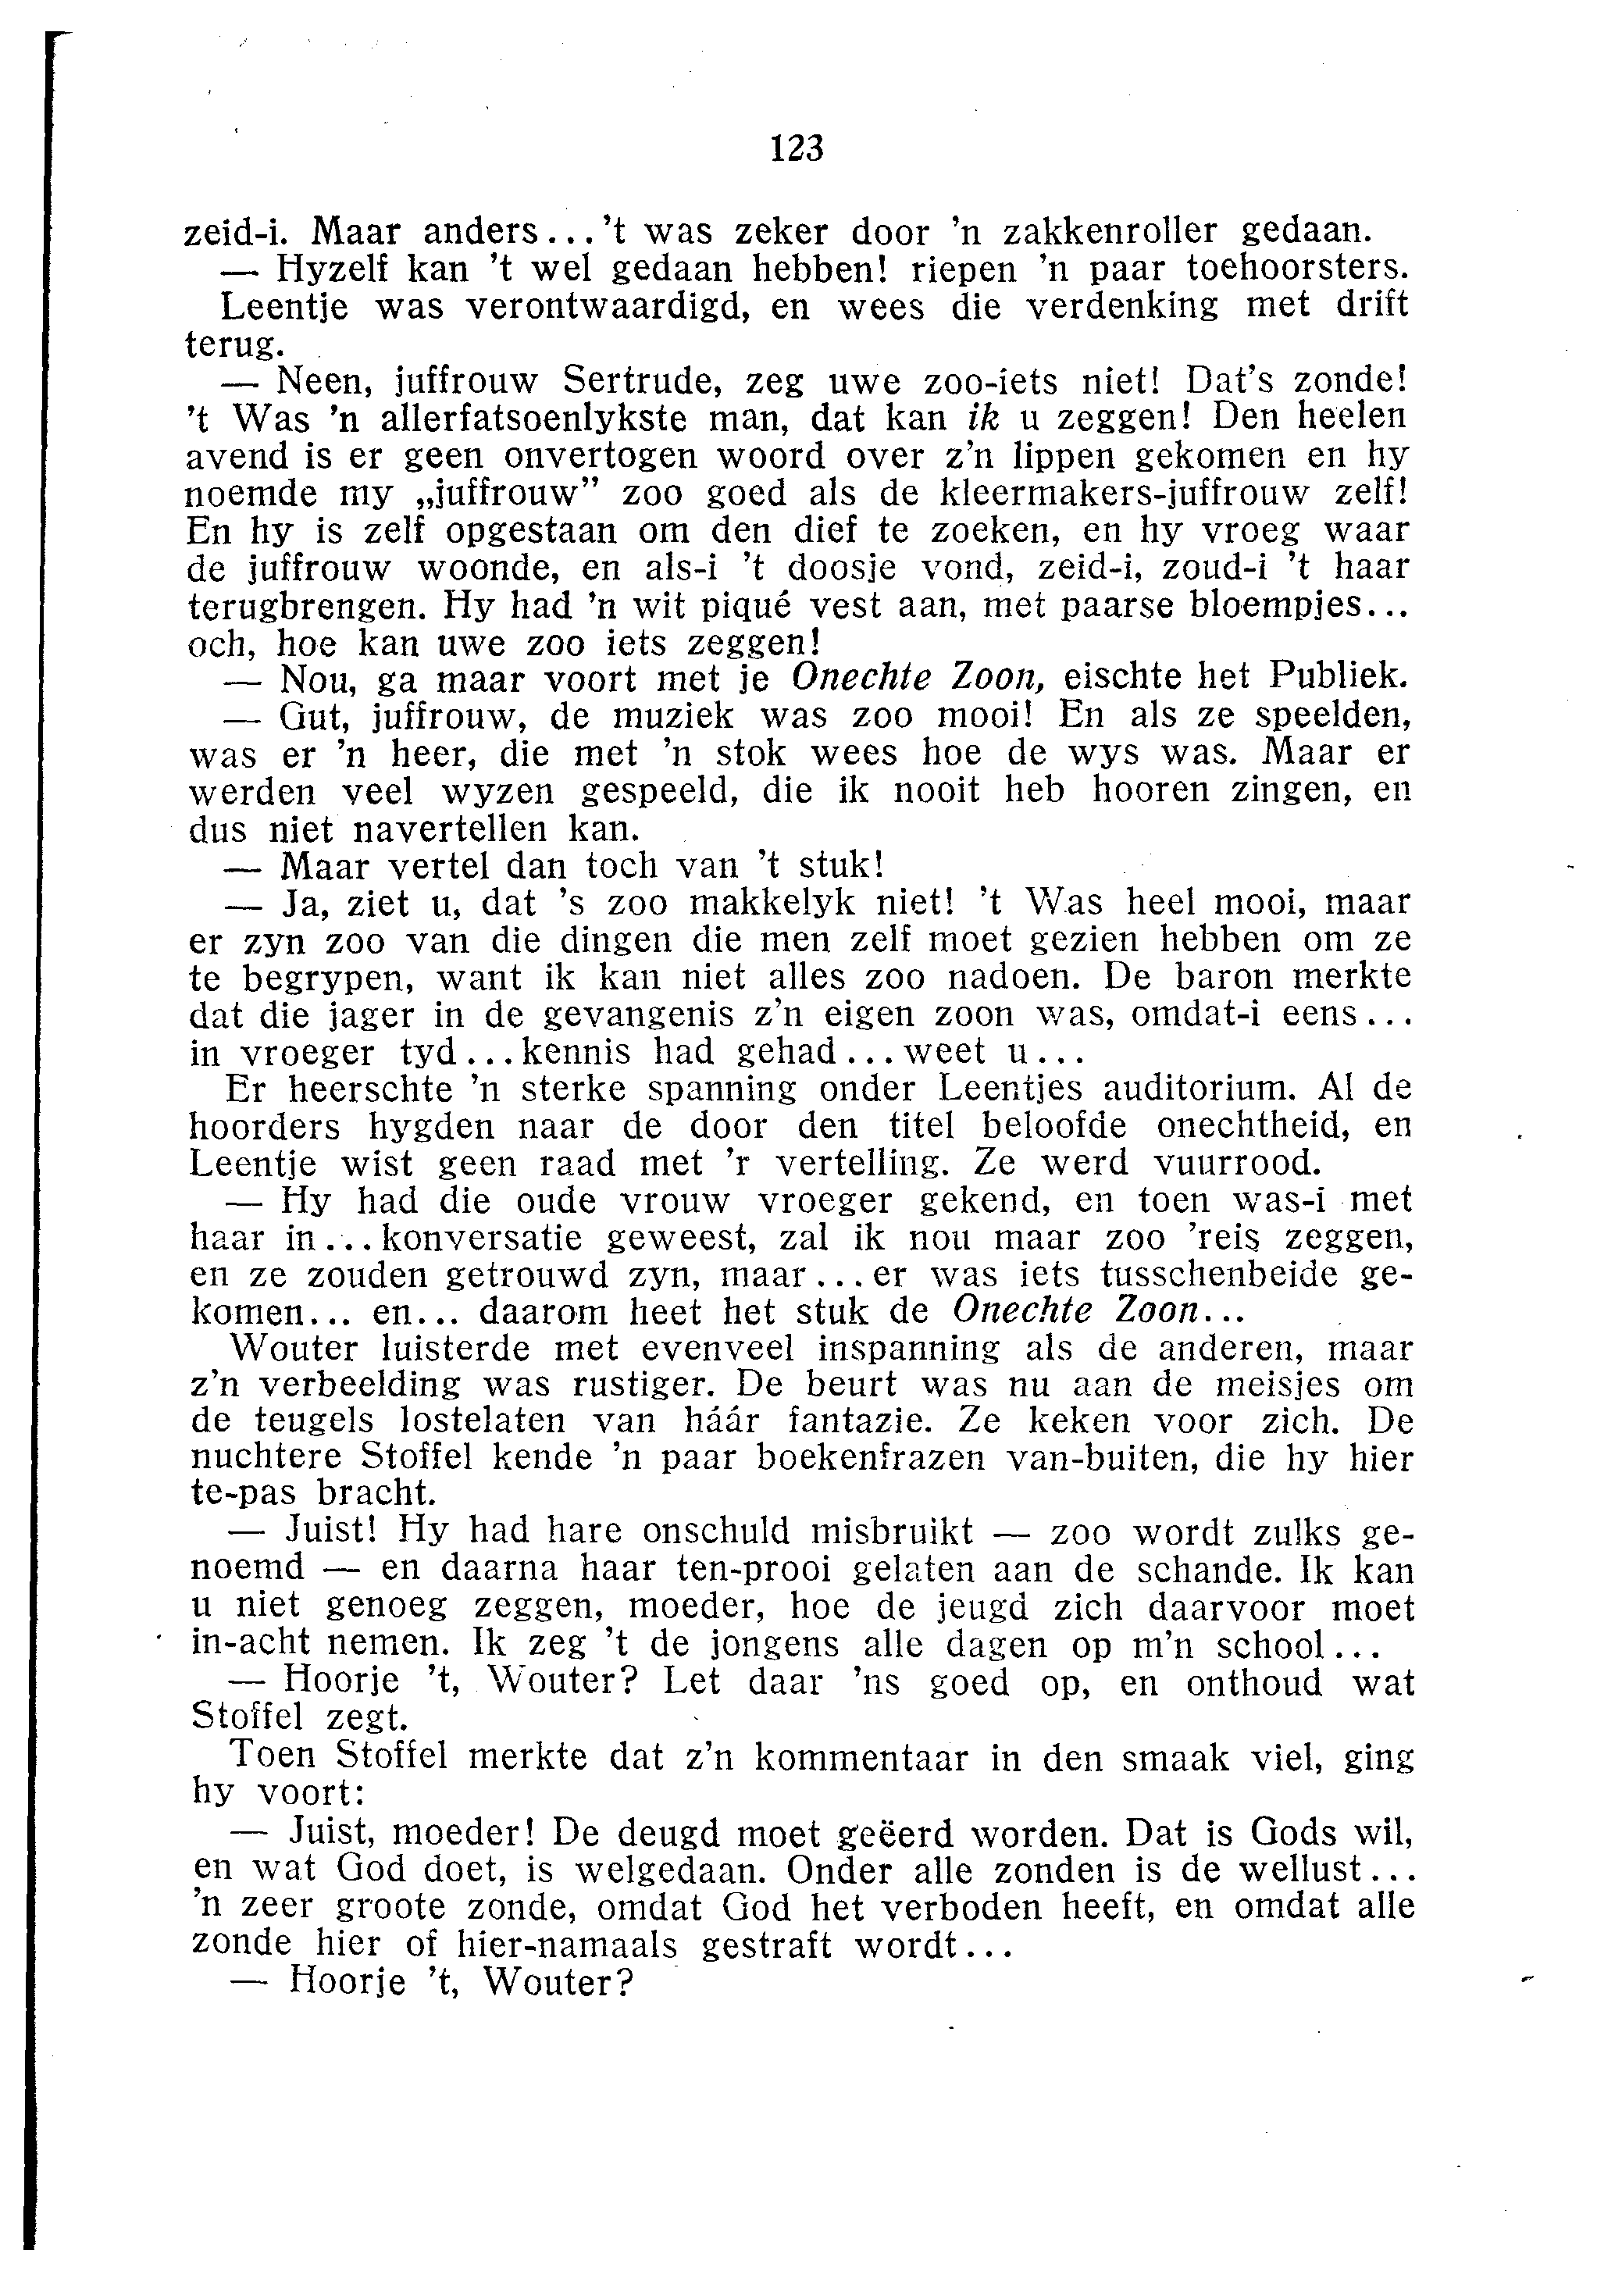 123
zeid-i. Maar anders...'t was zeker door 'n zakkenroller gedaan.
— Hyzelf kan 't wel gedaan hebben! riepen 'n paar toehoorsters.
Leentje was verontwaardigd, en wees die verdenking met drift
terug.
— Neen, juffrouw Sertrude, zeg uwe zoo-iets niet! Dat's zonde!
't Was 'n allerfatsoenlykste man, dat kan ik u zeggen! Den heelen
avend is er geen onvertogen woord over z'n lippen gekomen en hy
noemde my „juffrouw” zoo goed als de kleermakers-juffrouw zelf!
En hy is zelf opgestaan om den dief te zoeken, en hy vroeg waar
de juffrouw woonde, en als-i 't doosje vond, zeid-i, zoud-i 't haar
terugbrengen. Hy had 'n wit piqué vest aan, met paarse bloempjes...
och, hoe kan uwe zoo iets zeggen!
— Nou, ga maar voort met je Onechte Zoon, eischte het Publiek.
— Gut, juffrouw, de muziek was zoo mooi! En als ze speelden,
was er 'n heer, die met 'n stok wees hoe de wys was. Maar er
werden veel wyzen gespeeld, die ik nooit heb hooren zingen, en
dus niet navertellen kan.
— Maar vertel dan toch van 't stuk!
— Ja, ziet u, dat 's zoo makkelyk niet! 't Was heel mooi, maar
er zyn zoo van die dingen die men zelf moet gezien hebben om ze
te begrypen, want ik kan niet alles zoo nadoen. De baron merkte
dat die jager in de gevangenis z'n eigen zoon was, omdat-i eens...
in vroeger tyd...kennis had gehad...weet u...
Er heerschte 'n sterke spanning onder Leentjes auditorium. Al de
hoorders hygden naar de door den titel beloofde onechtheid, en
Leentje wist geen raad met 'r vertelling. Ze werd vuurrood.
— Hy had die oude vrouw vroeger gekend, en toen was-i met
haar in...konversatie geweest, zal ik nou maar zoo 'reis zeggen,
en ze zouden getrouwd zyn, maar...er was iets tusschenbeide ge-
komen... en... daarom heet het stuk de Onechte Zoon...
Wouter luisterde met evenveel inspanning als de anderen, maar
z'n verbeelding was rustiger. De beurt was nu aan de meisjes om
de teugels lostelaten van háár fantazie. Ze keken voor zich. De
nuchtere Stoffel kende 'n paar boekenfrazen van-buiten, die hy hier
te-pas bracht.
— Juist! Hy had hare onschuld misbruikt — zoo wordt zulks ge-
noemd — en daarna haar ten-prooi gelaten aan de schande. Ik kan
u niet genoeg zeggen, moeder, hoe de jeugd zich daarvoor moet
in-acht nemen. Ik zeg 't de jongens alle dagen op m'n school...
— Hoorje 't, Wouter? Let daar 'ns goed op, en onthoud wat
Stoffel zegt.
Toen Stoffel merkte dat z'n kommentaar in den smaak viel, ging
hy voort:
— Juist, moeder! De deugd moet geëerd worden. Dat is Gods wil,
en wat God doet, is welgedaan. Onder alle zonden is de wellust...
'n zeer groote zonde, omdat God het verboden heeft, en omdat alle
zonde hier of hier-namaals gestraft wordt...
— Hoorje 't, Wouter?